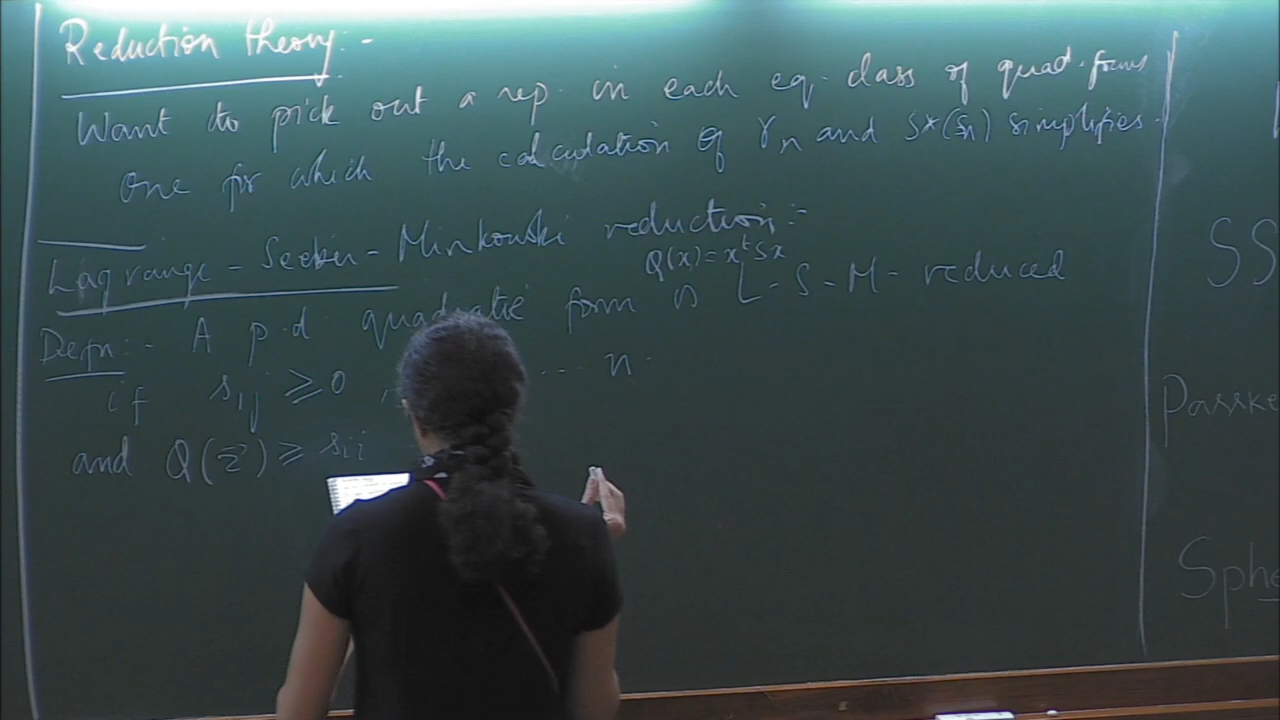 Reduction theory:-
Want to pick out a rep. in each eq. class of quad. forms
One for which the calculation of γn and S*(Sn) simplifies.
Lagrange - Seeber - Minkowski reduction:-
Q(x) = xᵗSx
Defn:- A p.d. quadratic form is L-S-M-reduced
if s1j ≥ 0 , ... n.
and Q(z) ≥ sii
SS
Passke
Sphe